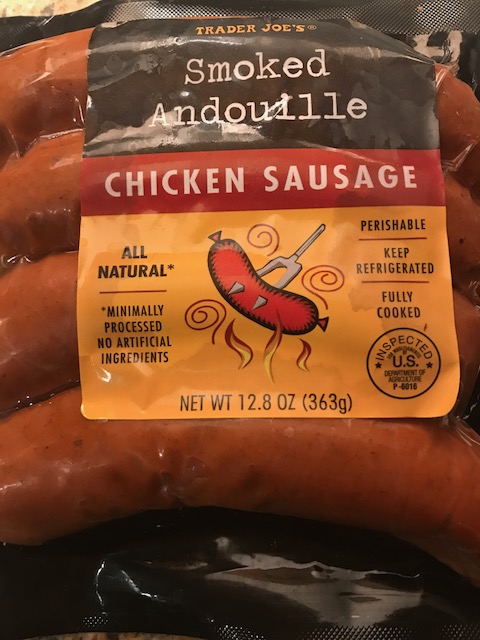 TRADER JOE'S®
Smoked
Andouille
CHICKEN SAUSAGE
ALL
NATURAL*
*MINIMALLY
PROCESSED
NO ARTIFICIAL
INGREDIENTS
PERISHABLE
KEEP
REFRIGERATED
FULLY
COOKED
INSPECTED
U.S.
DEPARTMENT OF
AGRICULTURE
P-6016
NET WT 12.8 OZ (363g)